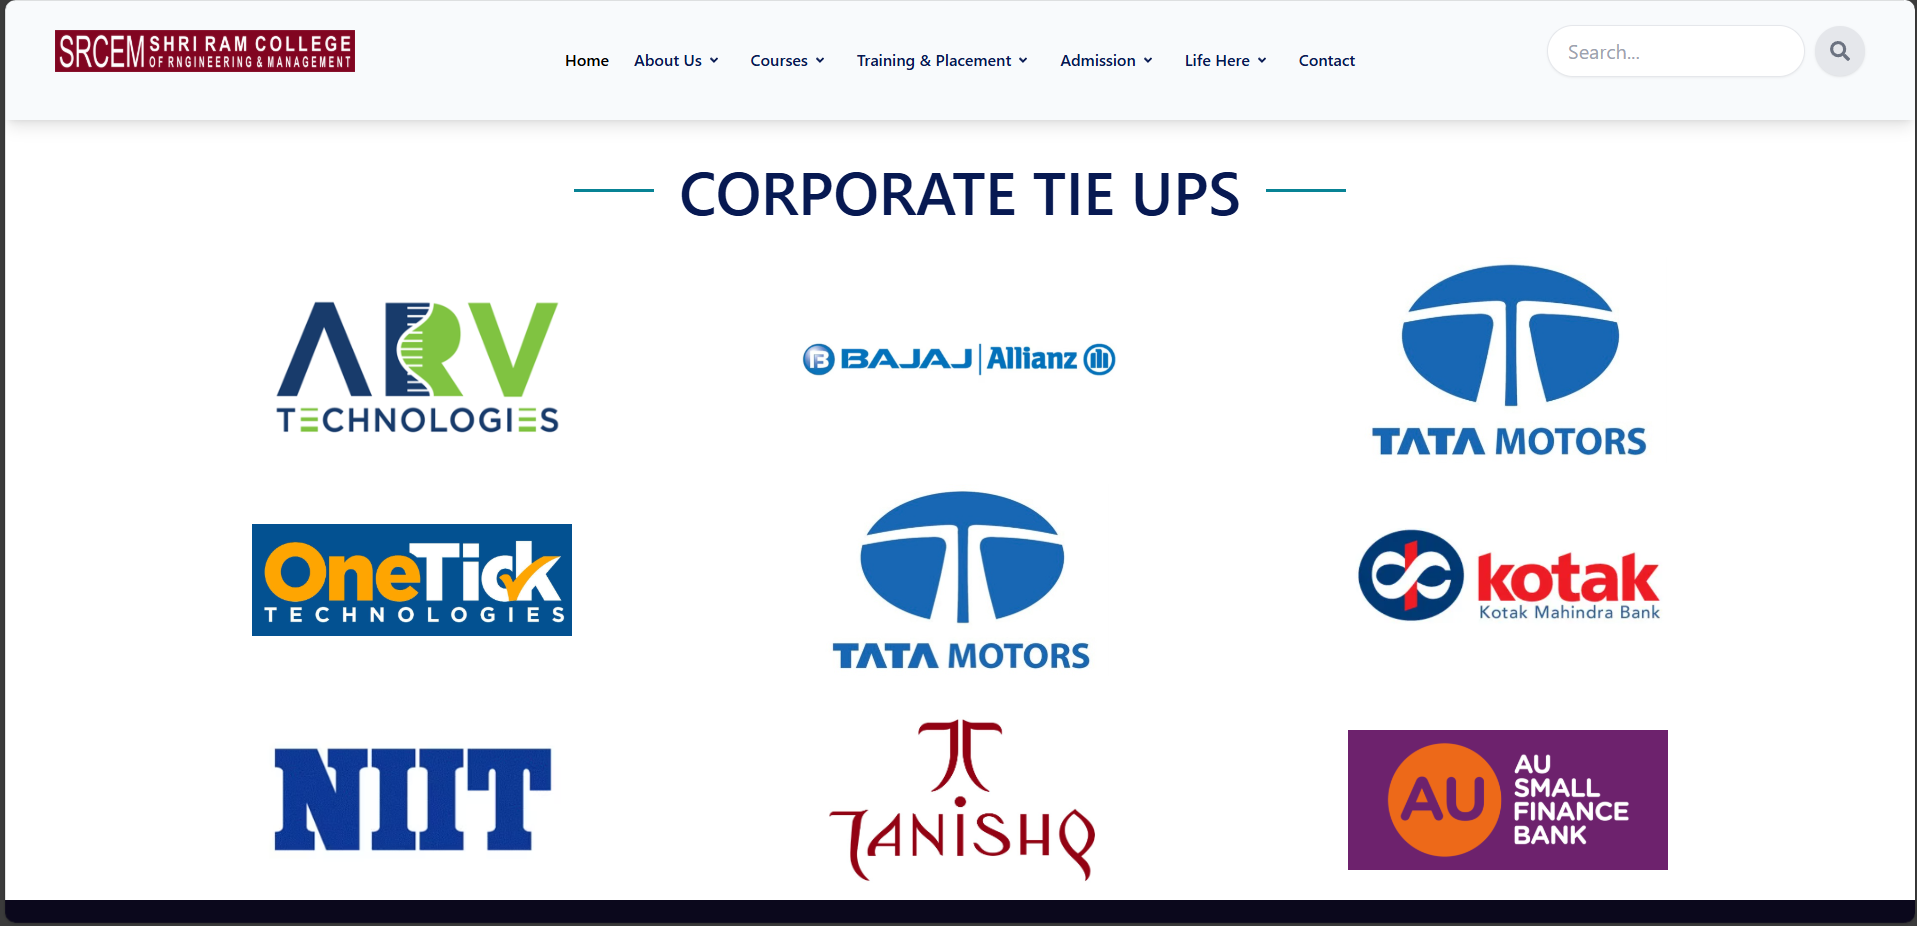 SRCEM SHRI RAM COLLEGE
OF RNGINEERING & MANAGEMENT
Home About Us Courses Training & Placement Admission Life Here Contact
Search...
CORPORATE TIE UPS
ARV
TECHNOLOGIES
B BAJAJ | Allianz
TATA MOTORS
OneTick
TECHNOLOGIES
TATA MOTORS
kotak
Kotak Mahindra Bank
NIIT
TANISHQ
AU
AU
SMALL
FINANCE
BANK